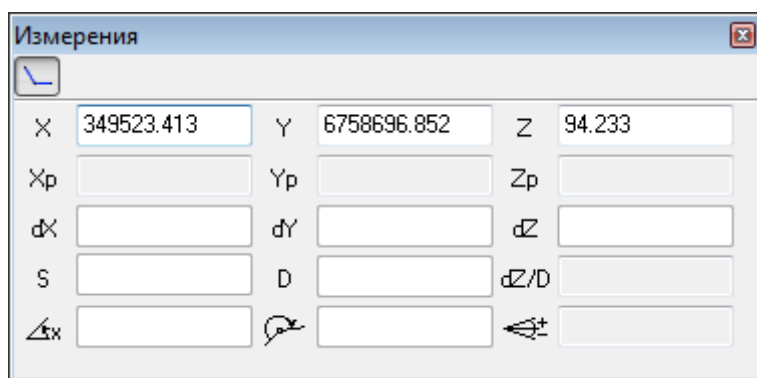 Измерения
X 349523.413 Y 6758696.852 Z 94.233
Xp Yp Zp
dX dY dZ
S D dZ/D
x ±